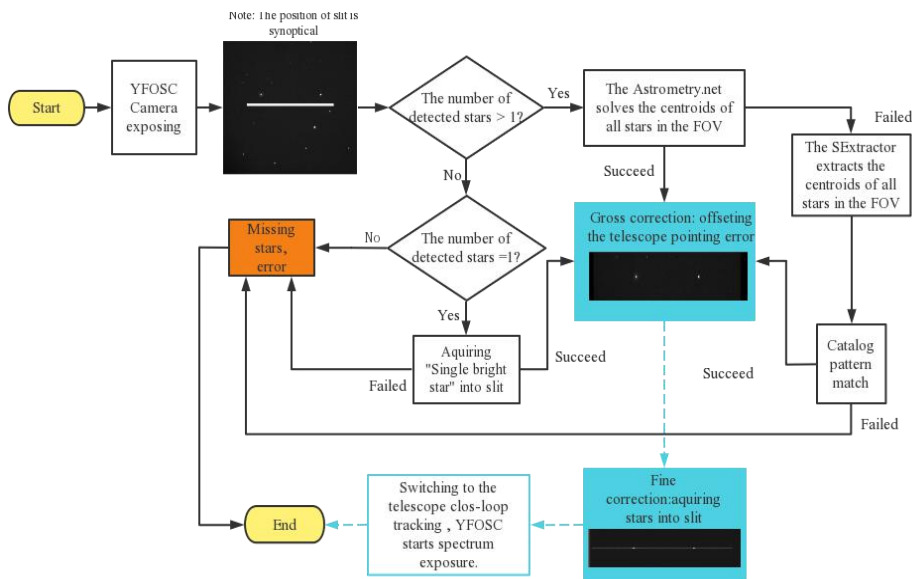 Note: The position of slit is
synoptical
Start
YFOSC
Camera
exposing
The number of
detected stars > 1?
Yes
The Astrometry.net
solves the centroids of
all stars in the FOV
Failed
The SExtractor
extracts the
centroids of all
stars in the FOV
No
Succeed
Missing
stars,
error
No
The number of
detected stars =1?
Gross correction: offseting
the telescope pointing error
Yes
Aquiring
"Single bright
star" into slit
Failed
Succeed
Succeed
Catalog
pattern
match
Failed
End
Switching to the
telescope clos-loop
tracking , YFOSC
starts spectrum
exposure.
Fine
correction:aquiring
stars into slit